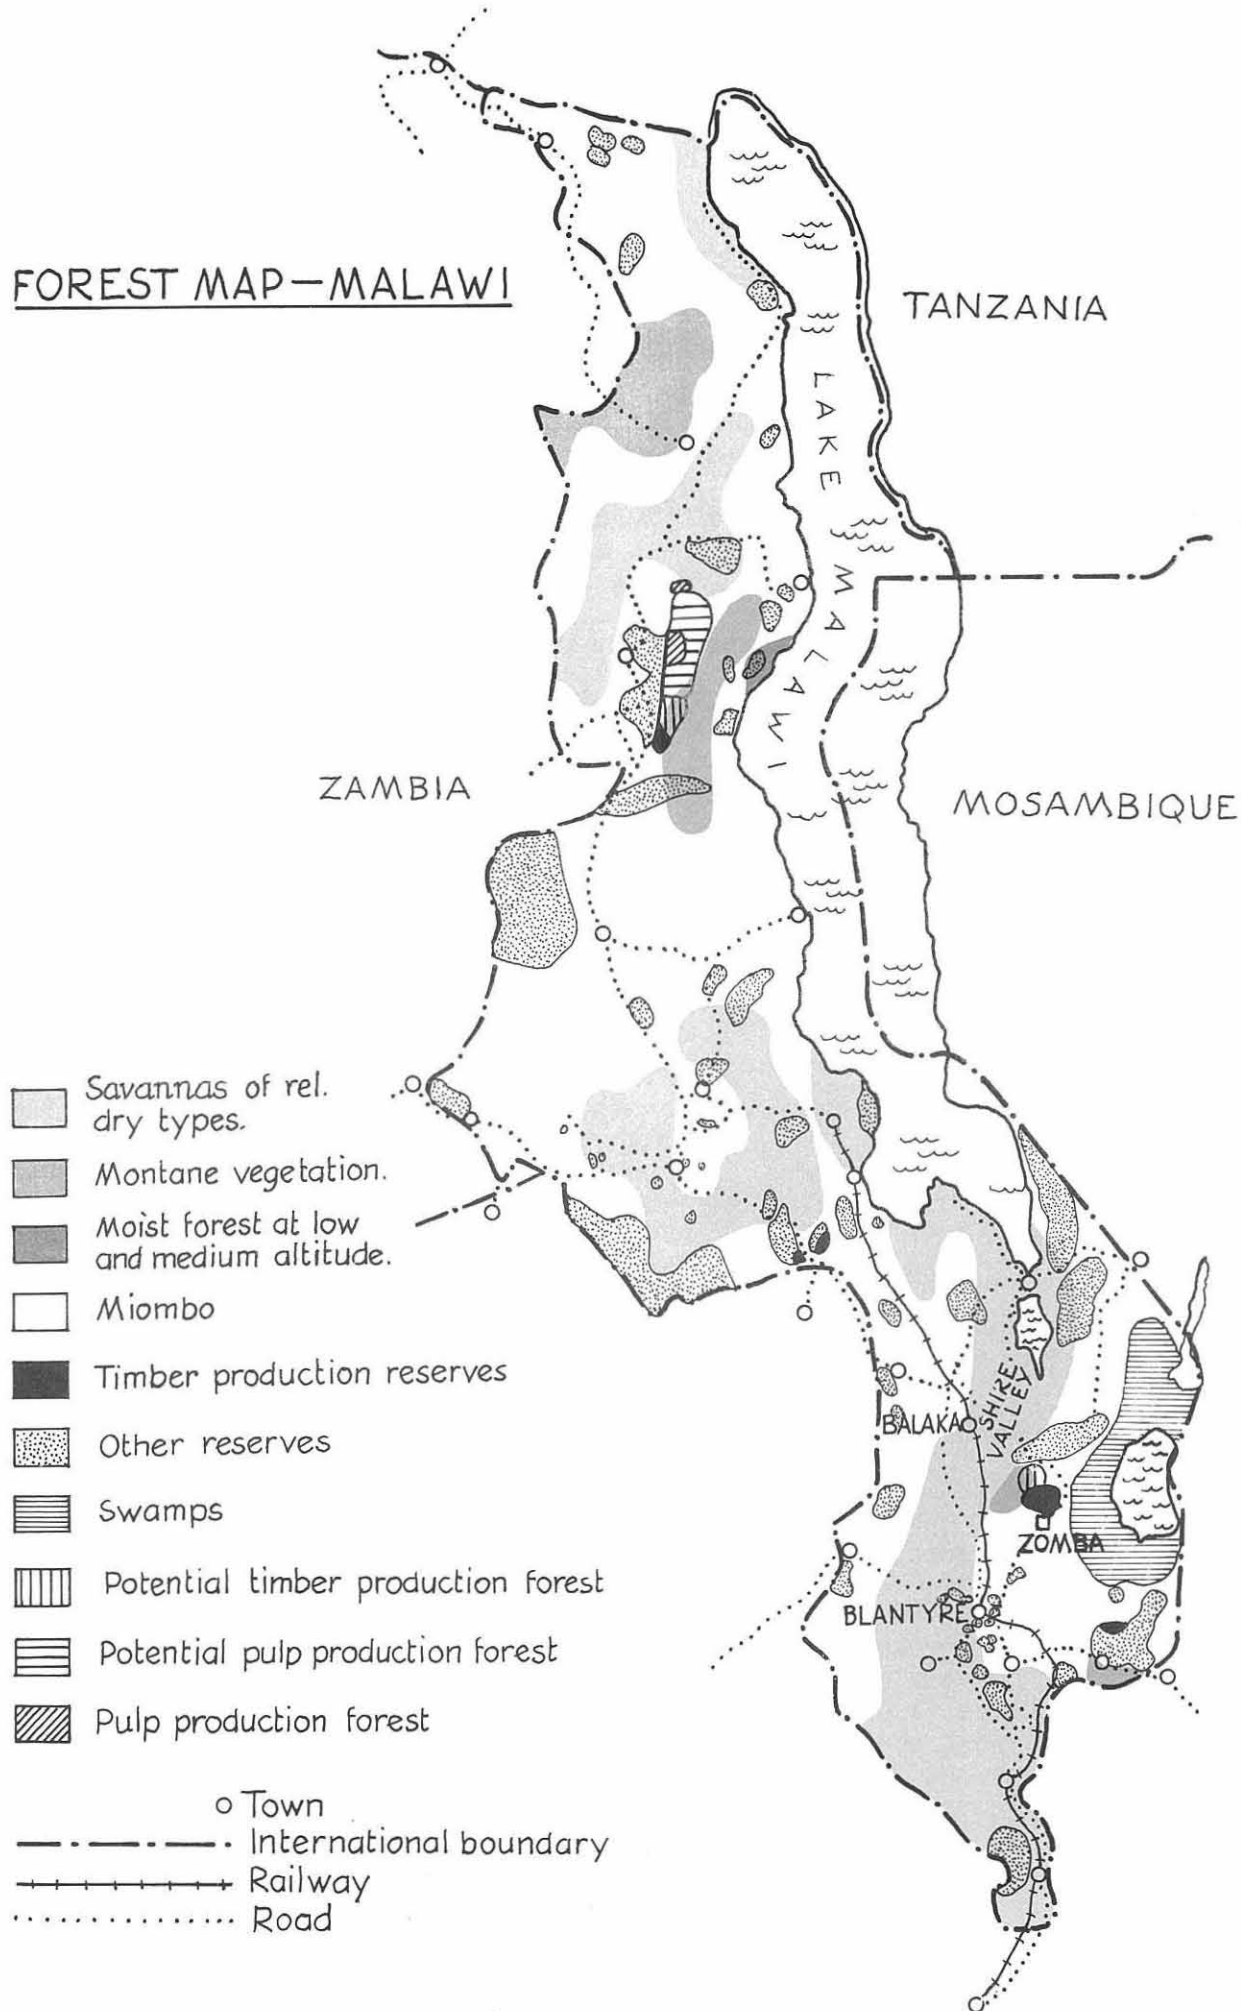 FOREST MAP—MALAWI
TANZANIA
LAKE MALAWI
ZAMBIA
MOSAMBIQUE
Savannas of rel.
dry types.
Montane vegetation.
Moist forest at low
and medium altitude.
Miombo
Timber production reserves
Other reserves
Swamps
Potential timber production forest
Potential pulp production forest
Pulp production forest
SHIRE
VALLEY
BALAKA
ZOMBA
BLANTYRE
Town
International boundary
Railway
Road